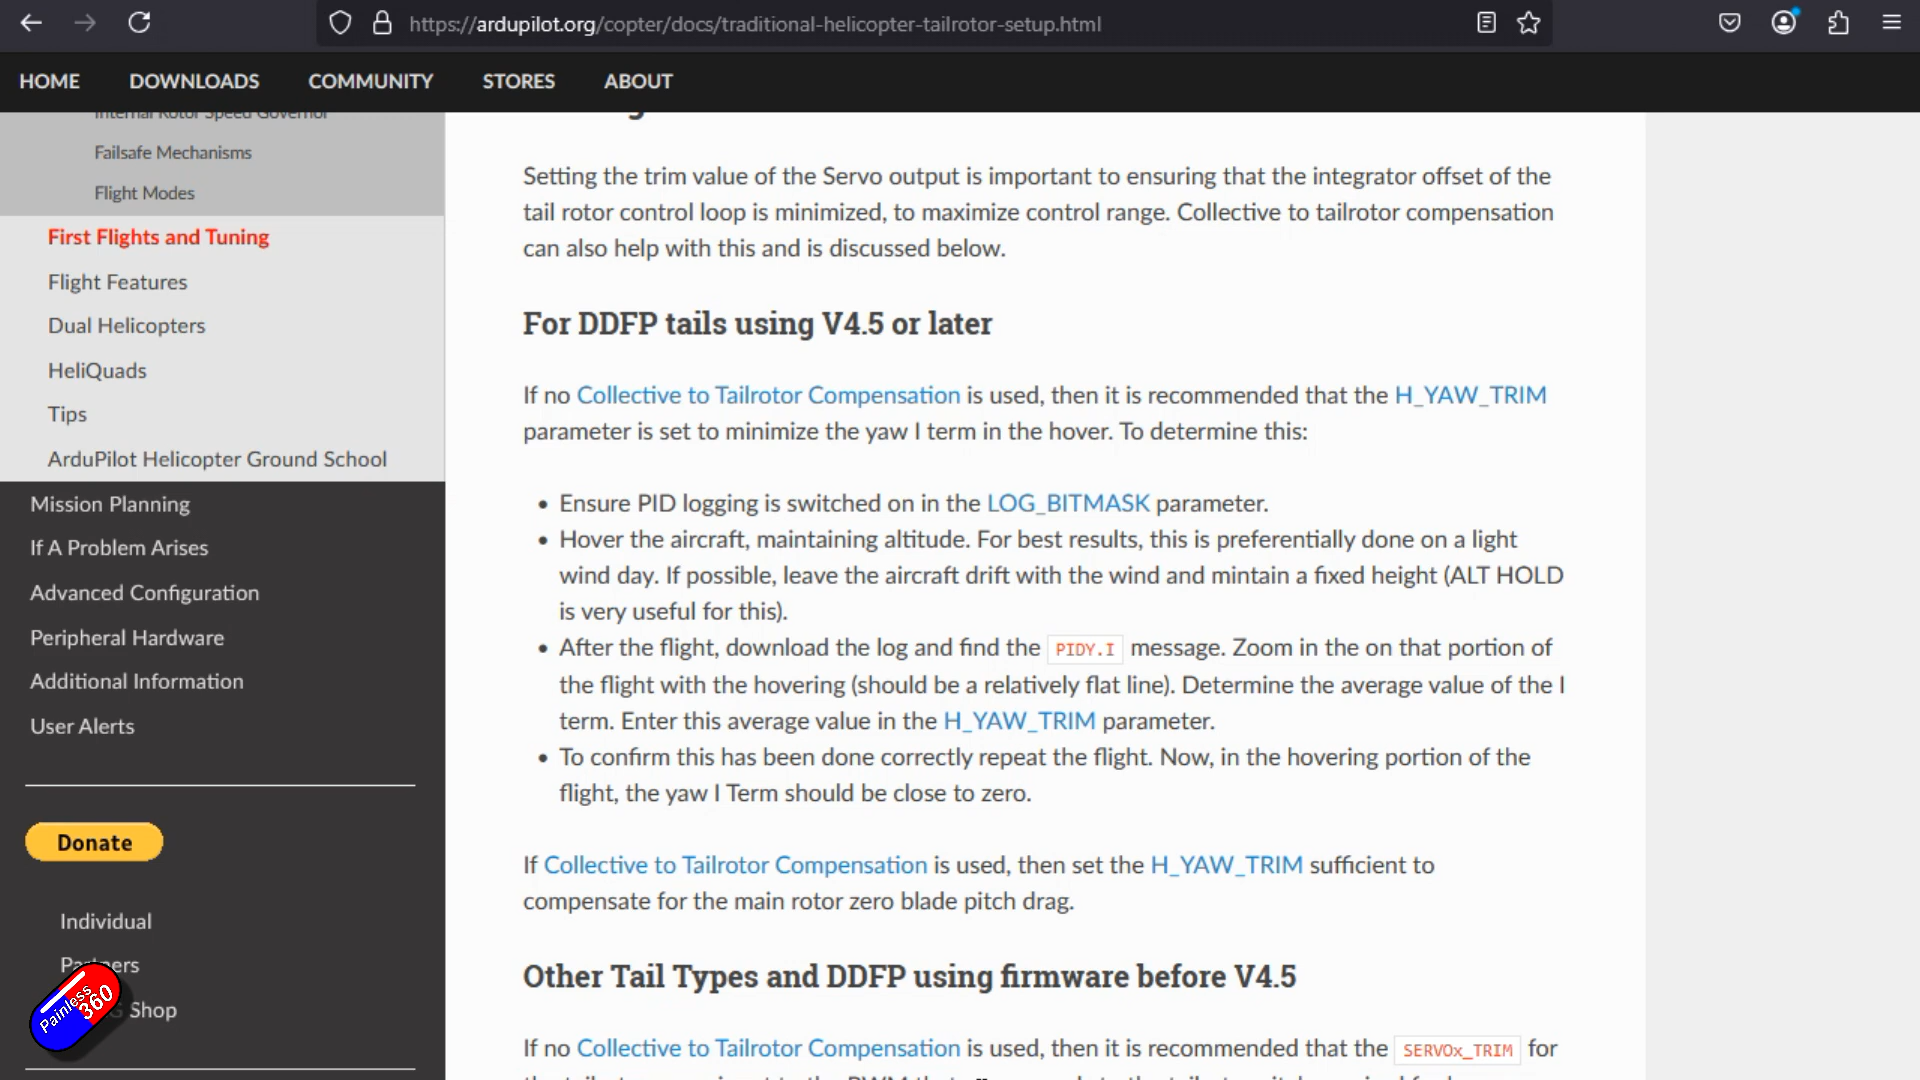 https://ardupilot.org/copter/docs/traditional-helicopter-tailrotor-setup.html
HOME DOWNLOADS COMMUNITY STORES ABOUT
Internal Rotor Speed Governor
Failsafe Mechanisms
Flight Modes
First Flights and Tuning
Flight Features
Dual Helicopters
HeliQuads
Tips
ArduPilot Helicopter Ground School
Mission Planning
If A Problem Arises
Advanced Configuration
Peripheral Hardware
Additional Information
User Alerts
Donate
Individual
Partners
Shop
Painless
360
Setting the trim value of the Servo output is important to ensuring that the integrator offset of the
tail rotor control loop is minimized, to maximize control range. Collective to tailrotor compensation
can also help with this and is discussed below.
For DDFP tails using V4.5 or later
If no Collective to Tailrotor Compensation is used, then it is recommended that the H_YAW_TRIM
parameter is set to minimize the yaw I term in the hover. To determine this:
• Ensure PID logging is switched on in the LOG_BITMASK parameter.
• Hover the aircraft, maintaining altitude. For best results, this is preferentially done on a light
wind day. If possible, leave the aircraft drift with the wind and mintain a fixed height (ALT HOLD
is very useful for this).
• After the flight, download the log and find the PIDY.I message. Zoom in the on that portion of
the flight with the hovering (should be a relatively flat line). Determine the average value of the I
term. Enter this average value in the H_YAW_TRIM parameter.
• To confirm this has been done correctly repeat the flight. Now, in the hovering portion of the
flight, the yaw I Term should be close to zero.
If Collective to Tailrotor Compensation is used, then set the H_YAW_TRIM sufficient to
compensate for the main rotor zero blade pitch drag.
Other Tail Types and DDFP using firmware before V4.5
If no Collective to Tailrotor Compensation is used, then it is recommended that the SERVOx_TRIM for